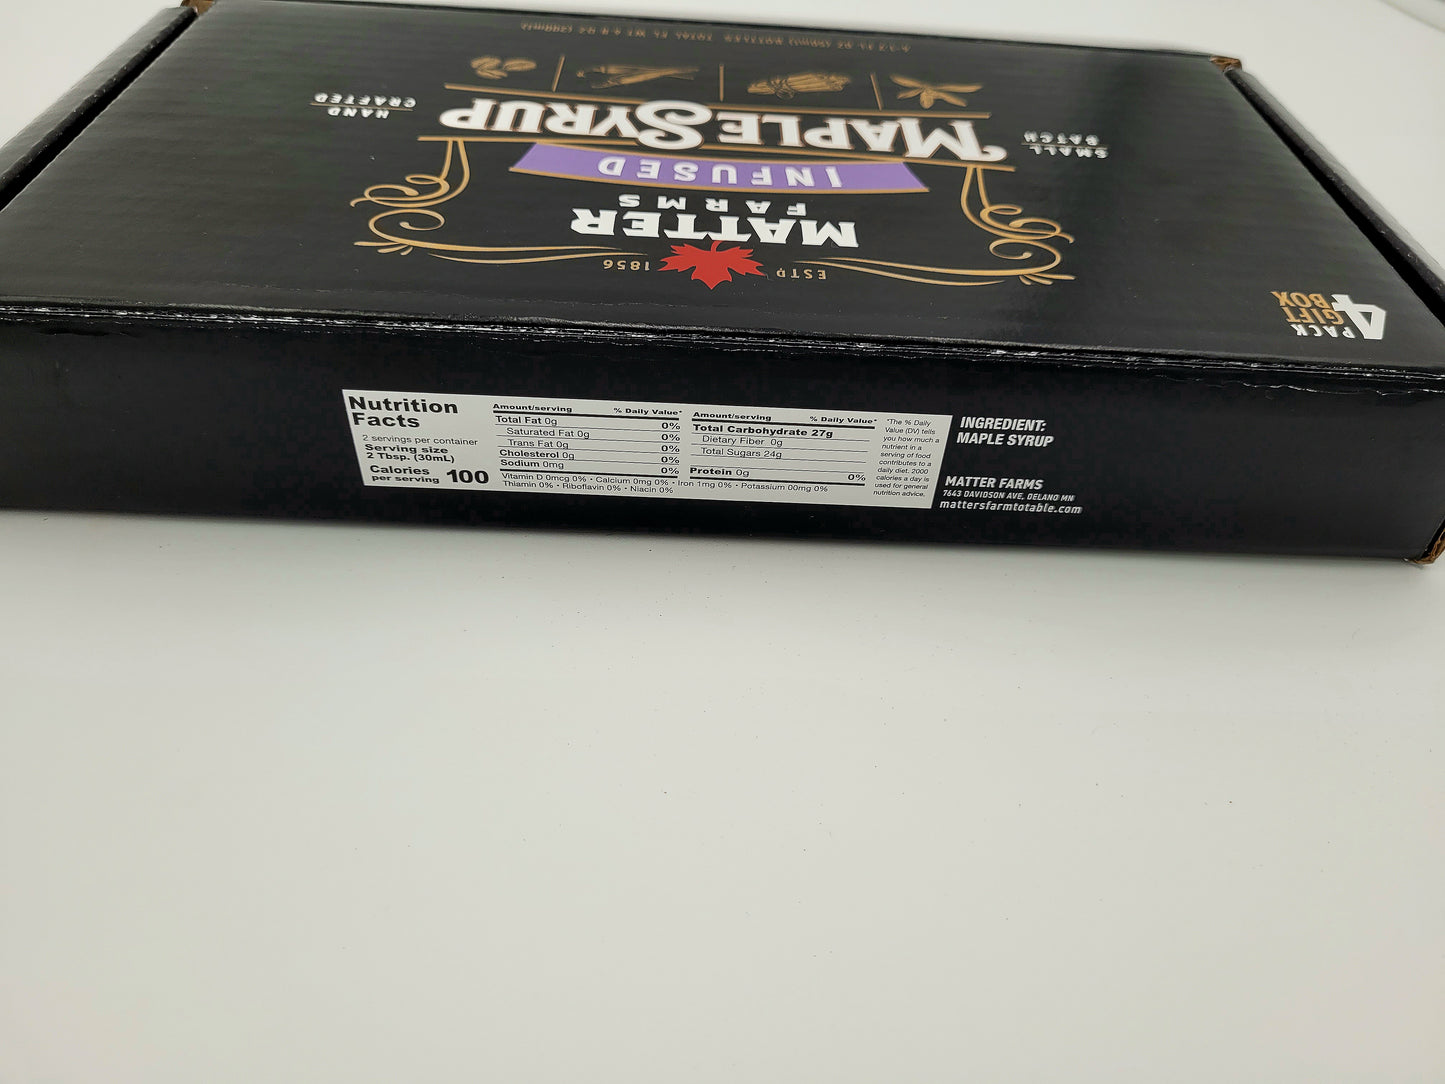 ESTD 1856
MATTER
FARMS
INFUSED
MAPLE SYRUP
SMALL
BATCH
HAND
CRAFTED
4
PACK
GIFT
BOX
Nutrition
Facts
2 servings per container
Serving size
2 Tbsp. (30mL)
Calories
per serving 100
Amount/serving % Daily Value*
Total Fat 0g 0%
Saturated Fat 0g 0%
Trans Fat 0g 0%
Cholesterol 0g 0%
Sodium 0mg 0%
Amount/serving % Daily Value*
Total Carbohydrate 27g
Dietary Fiber 0g
Total Sugars 24g
Protein 0g 0%
Vitamin D 0mcg 0% • Calcium 0mg 0% • Iron 1mg 0% • Potassium 00mg 0%
Thiamin 0% • Riboflavin 0% • Niacin 0%
*The % Daily
Value (DV) tells
you how much a
nutrient in a
serving of food
contributes to a
daily diet. 2000
calories a day is
used for general
nutrition advice.
INGREDIENT:
MAPLE SYRUP
MATTER FARMS
7643 DAVIDSON AVE, DELANO MN
mattersfarmtotable.com